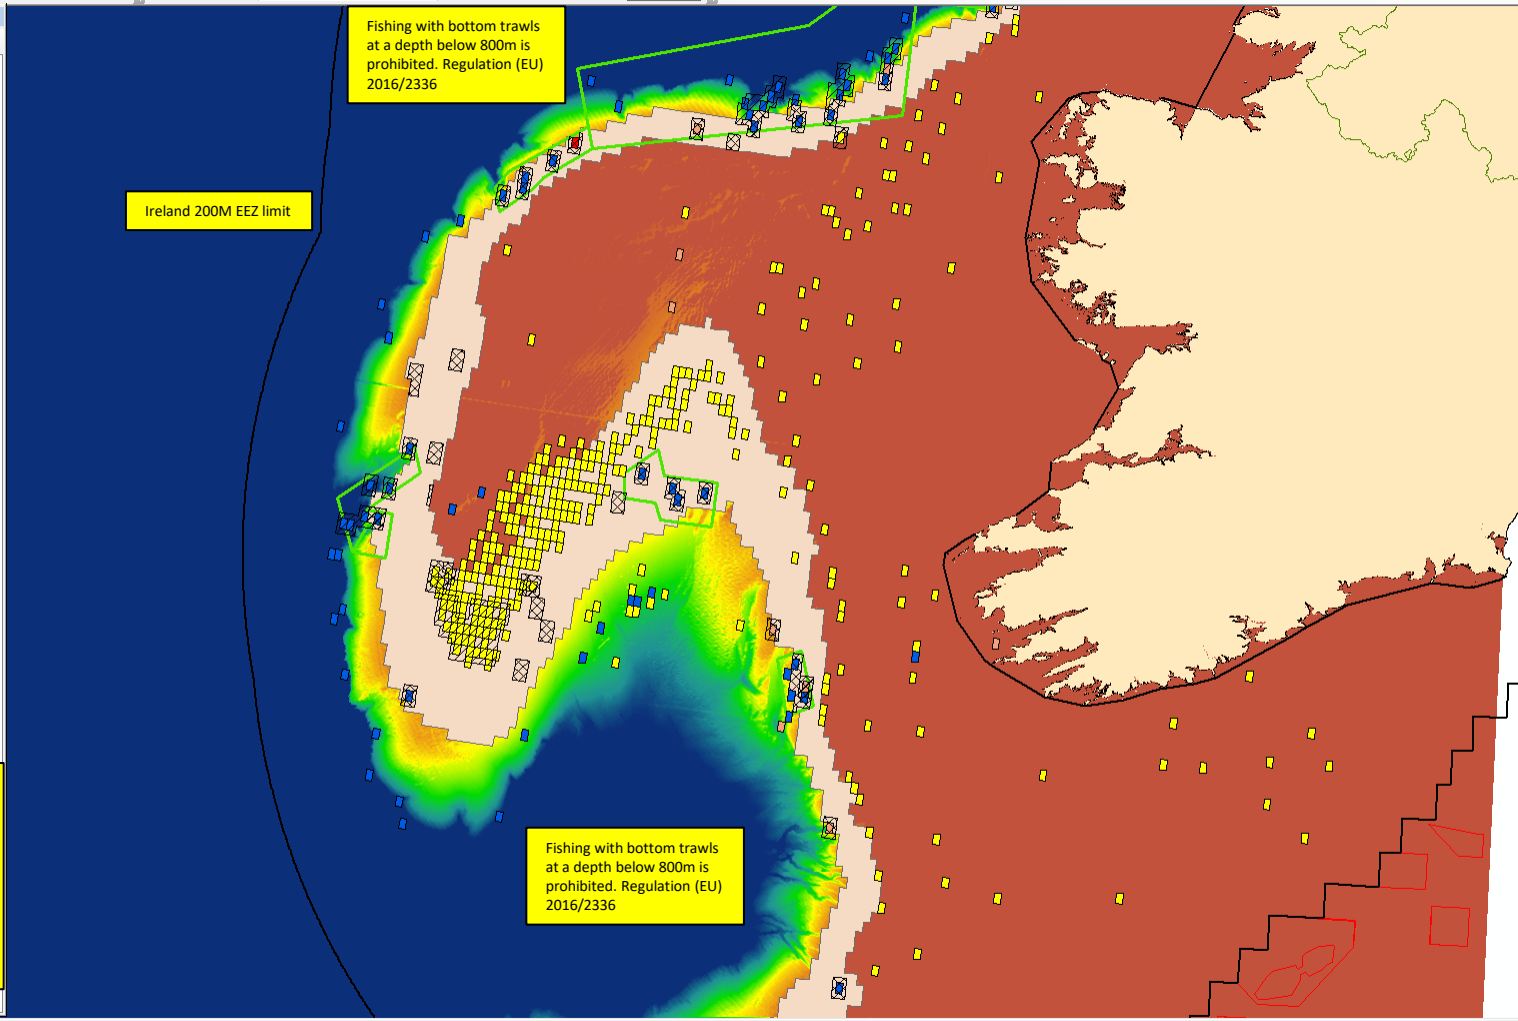 Fishing with bottom trawls
at a depth below 800m is
prohibited. Regulation (EU)
2016/2336
Ireland 200M EEZ limit
Fishing with bottom trawls
at a depth below 800m is
prohibited. Regulation (EU)
2016/2336